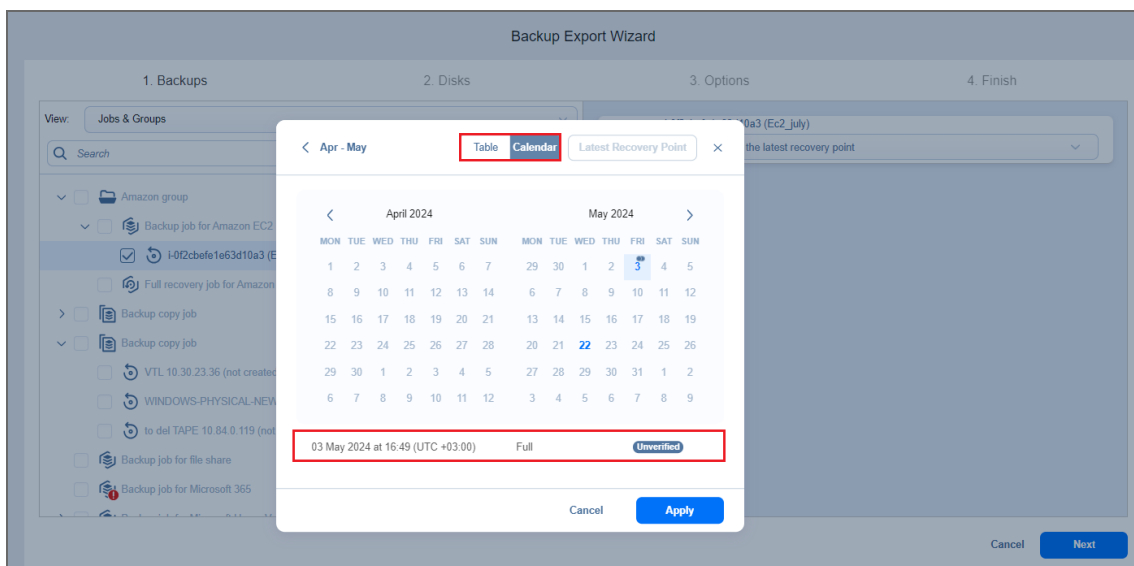 Backup Export Wizard
1. Backups 2. Disks 3. Options 4. Finish
View: Jobs & Groups
Search
Amazon group
Backup job for Amazon EC2
i-0f2cbefe1e63d10a3 (E
Full recovery job for Amazon
Backup copy job
Backup copy job
VTL 10.30.23.36 (not created
WINDOWS-PHYSICAL-NEW
to del TAPE 10.84.0.119 (not
Backup job for file share
Backup job for Microsoft 365
(Ec2_july)
the latest recovery point
Apr - May Table Calendar Latest Recovery Point
April 2024
MON TUE WED THU FRI SAT SUN
1 2 3 4 5 6 7
8 9 10 11 12 13 14
15 16 17 18 19 20 21
22 23 24 25 26 27 28
29 30 1 2 3 4 5
6 7 8 9 10 11 12
May 2024
MON TUE WED THU FRI SAT SUN
29 30 1 2 3 4 5
6 7 8 9 10 11 12
13 14 15 16 17 18 19
20 21 22 23 24 25 26
27 28 29 30 31 1 2
3 4 5 6 7 8 9
03 May 2024 at 16:49 (UTC +03:00) Full Unverified
Cancel Apply
Cancel Next